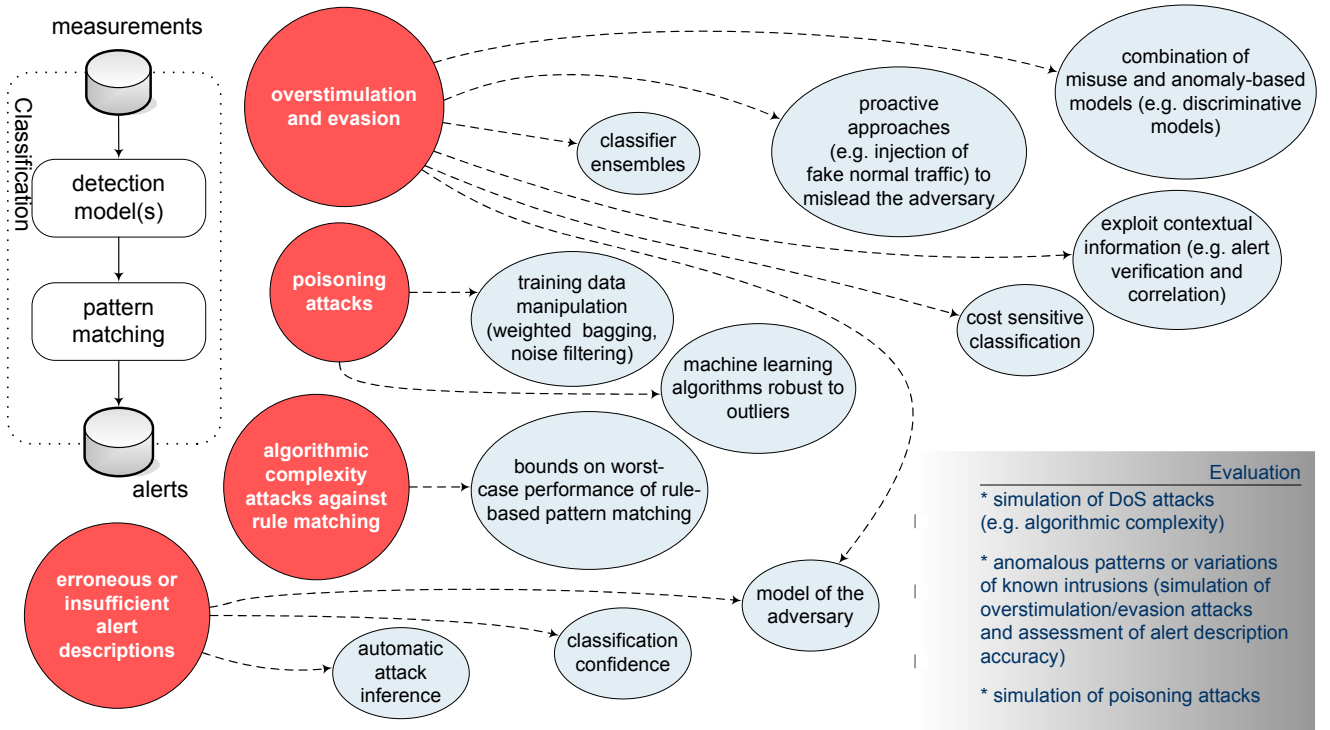 measurements
Classification
detection
model(s)
pattern
matching
alerts
overstimulation
and evasion
classifier
ensembles
proactive
approaches
(e.g. injection of
fake normal traffic) to
mislead the adversary
combination of
misuse and anomaly-based
models (e.g. discriminative
models)
exploit contextual
information (e.g. alert
verification and
correlation)
cost sensitive
classification
poisoning
attacks
training data
manipulation
(weighted bagging,
noise filtering)
machine learning
algorithms robust to
outliers
algorithmic
complexity
attacks against
rule matching
bounds on worst-
case performance of rule-
based pattern matching
erroneous or
insufficient
alert
descriptions
model of the
adversary
classification
confidence
automatic
attack
inference
Evaluation
* simulation of DoS attacks
(e.g. algorithmic complexity)
* anomalous patterns or variations
of known intrusions (simulation of
overstimulation/evasion attacks
and assessment of alert description
accuracy)
* simulation of poisoning attacks